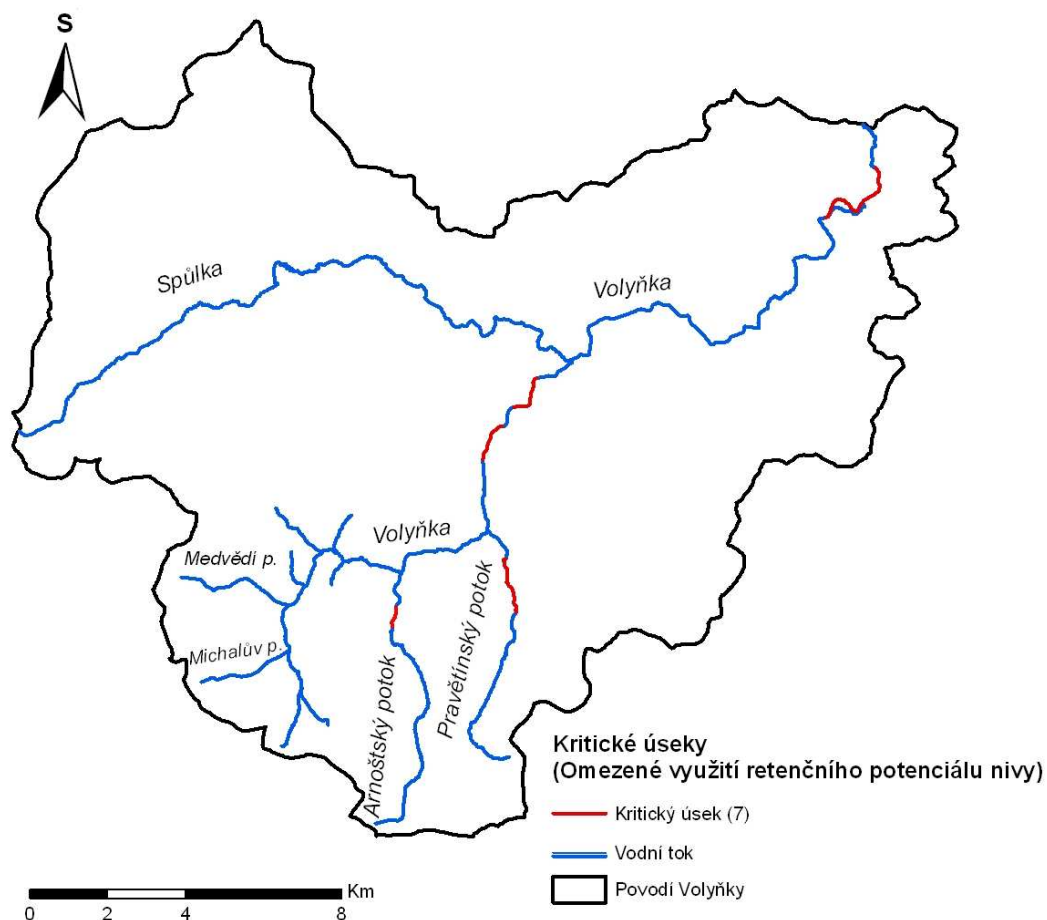 S
Spůlka
Volyňka
Volyňka
Medvědí p.
Michalův p.
Arnoštský potok
Pravětínský potok
Kritické úseky
(Omezené využití retenčního potenciálu nivy)
Kritický úsek (7)
Vodní tok
Povodí Volyňky
Km
0 2 4 8